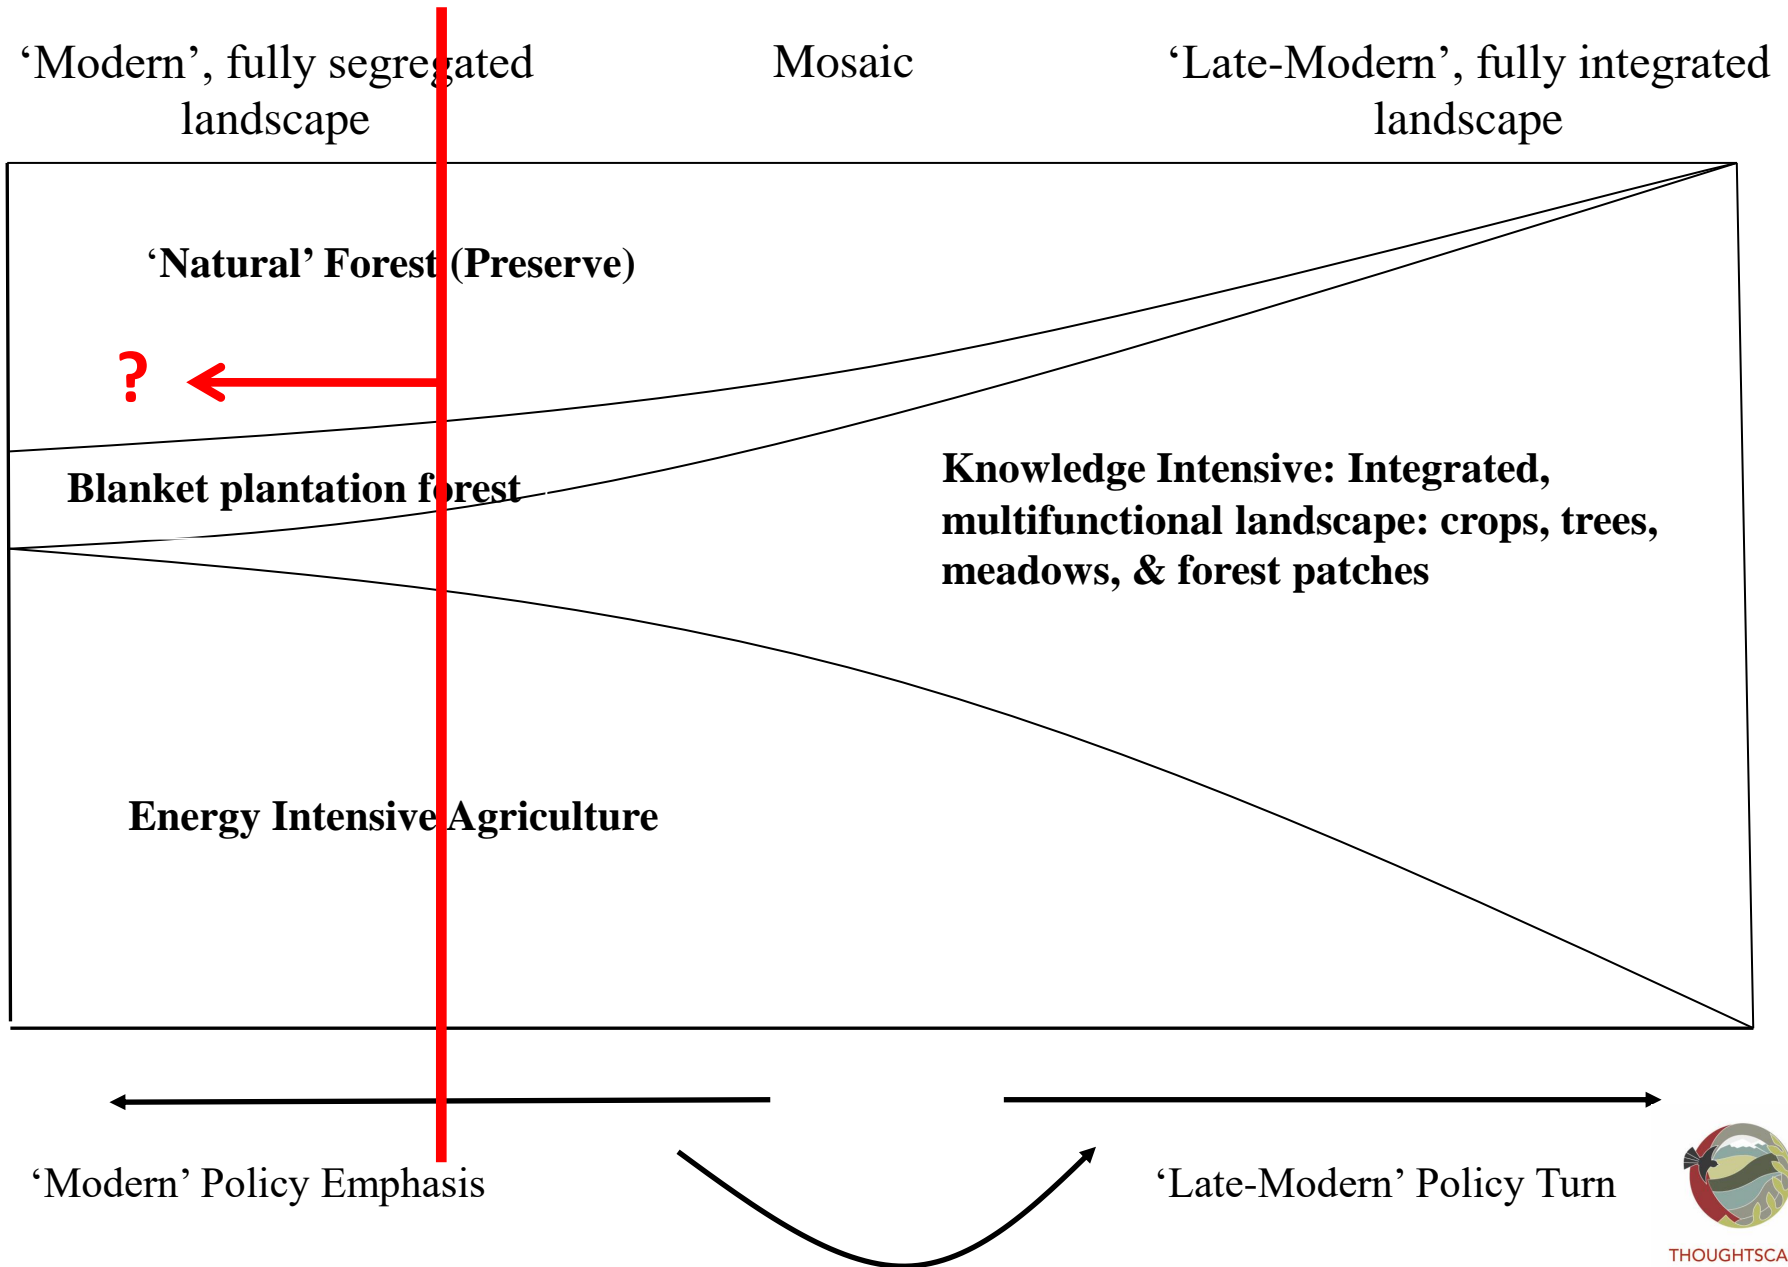 ‘Modern’, fully segregated
landscape
Mosaic
‘Late-Modern’, fully integrated
landscape
‘Natural’ Forest (Preserve)
?
Blanket plantation forest
Knowledge Intensive: Integrated,
multifunctional landscape: crops, trees,
meadows, & forest patches
Energy Intensive Agriculture
‘Modern’ Policy Emphasis
‘Late-Modern’ Policy Turn
THOUGHTSCA